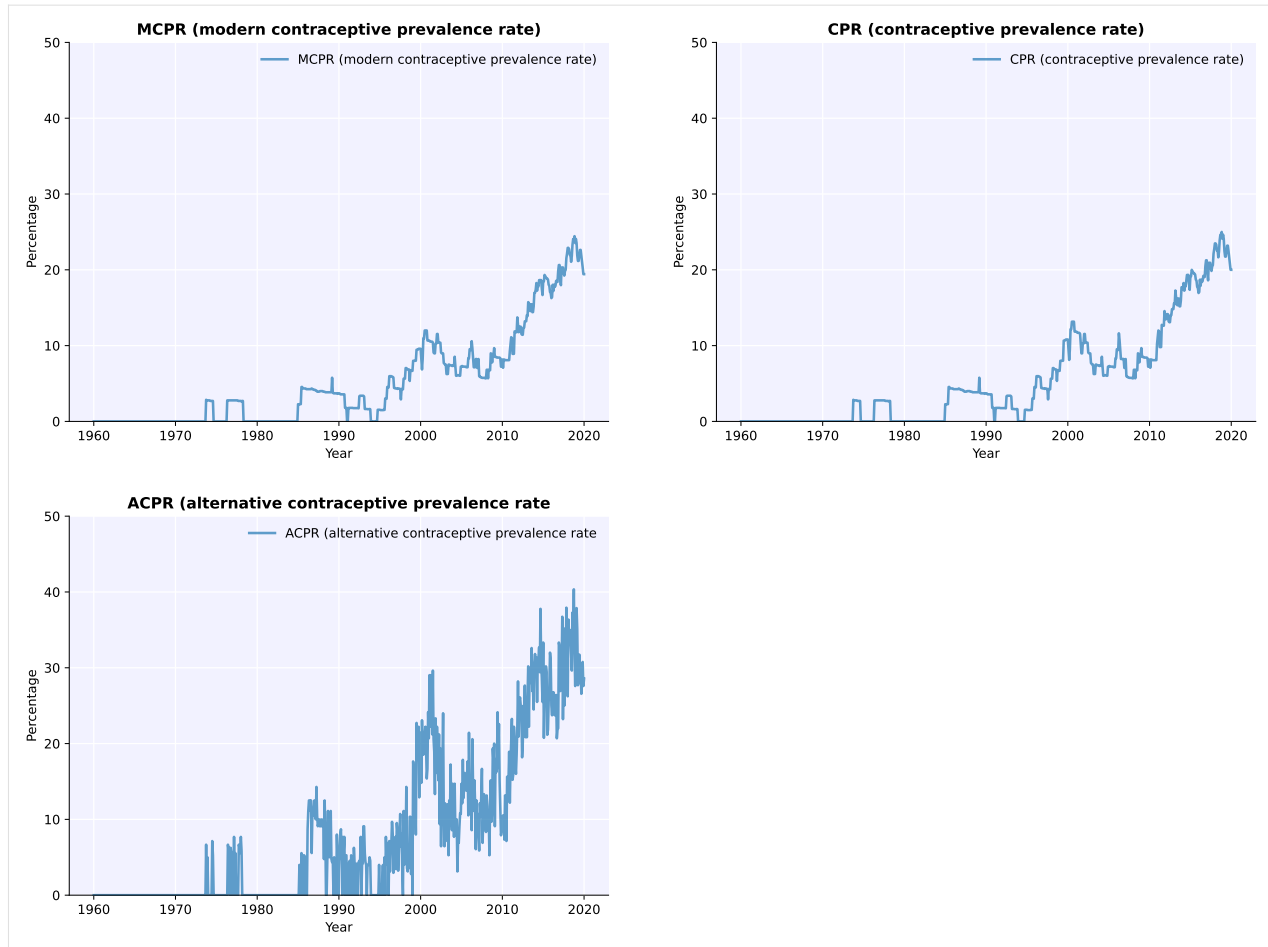 MCPR (modern contraceptive prevalence rate)
MCPR (modern contraceptive prevalence rate)
50
40
30
20
10
0
Percentage
1960 1970 1980 1990 2000 2010 2020
Year
CPR (contraceptive prevalence rate)
CPR (contraceptive prevalence rate)
50
40
30
20
10
0
Percentage
1960 1970 1980 1990 2000 2010 2020
Year
ACPR (alternative contraceptive prevalence rate
ACPR (alternative contraceptive prevalence rate
50
40
30
20
10
0
Percentage
1960 1970 1980 1990 2000 2010 2020
Year